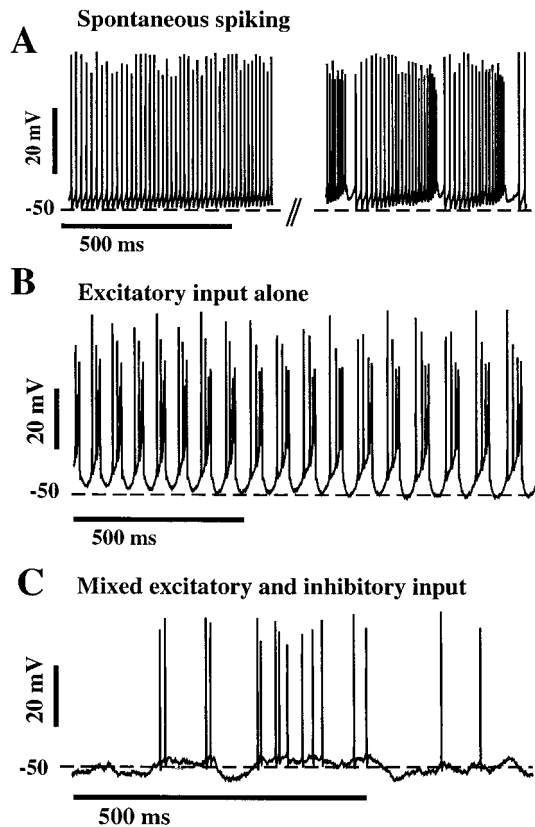 A
Spontaneous spiking
20 mV
-50
500 ms
B
Excitatory input alone
20 mV
-50
500 ms
C
Mixed excitatory and inhibitory input
20 mV
-50
500 ms